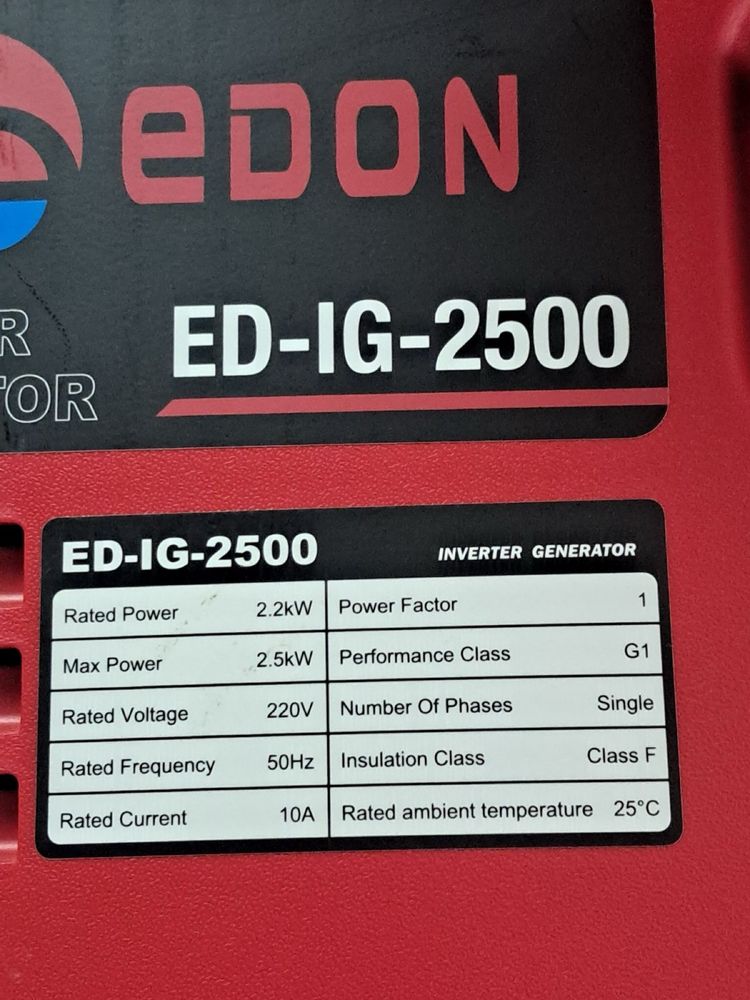 eDON
ED-IG-2500
R
TOR
ED-IG-2500 INVERTER GENERATOR
Rated Power 2.2kW Power Factor 1
Max Power 2.5kW Performance Class G1
Rated Voltage 220V Number Of Phases Single
Rated Frequency 50Hz Insulation Class Class F
Rated Current 10A Rated ambient temperature 25°C